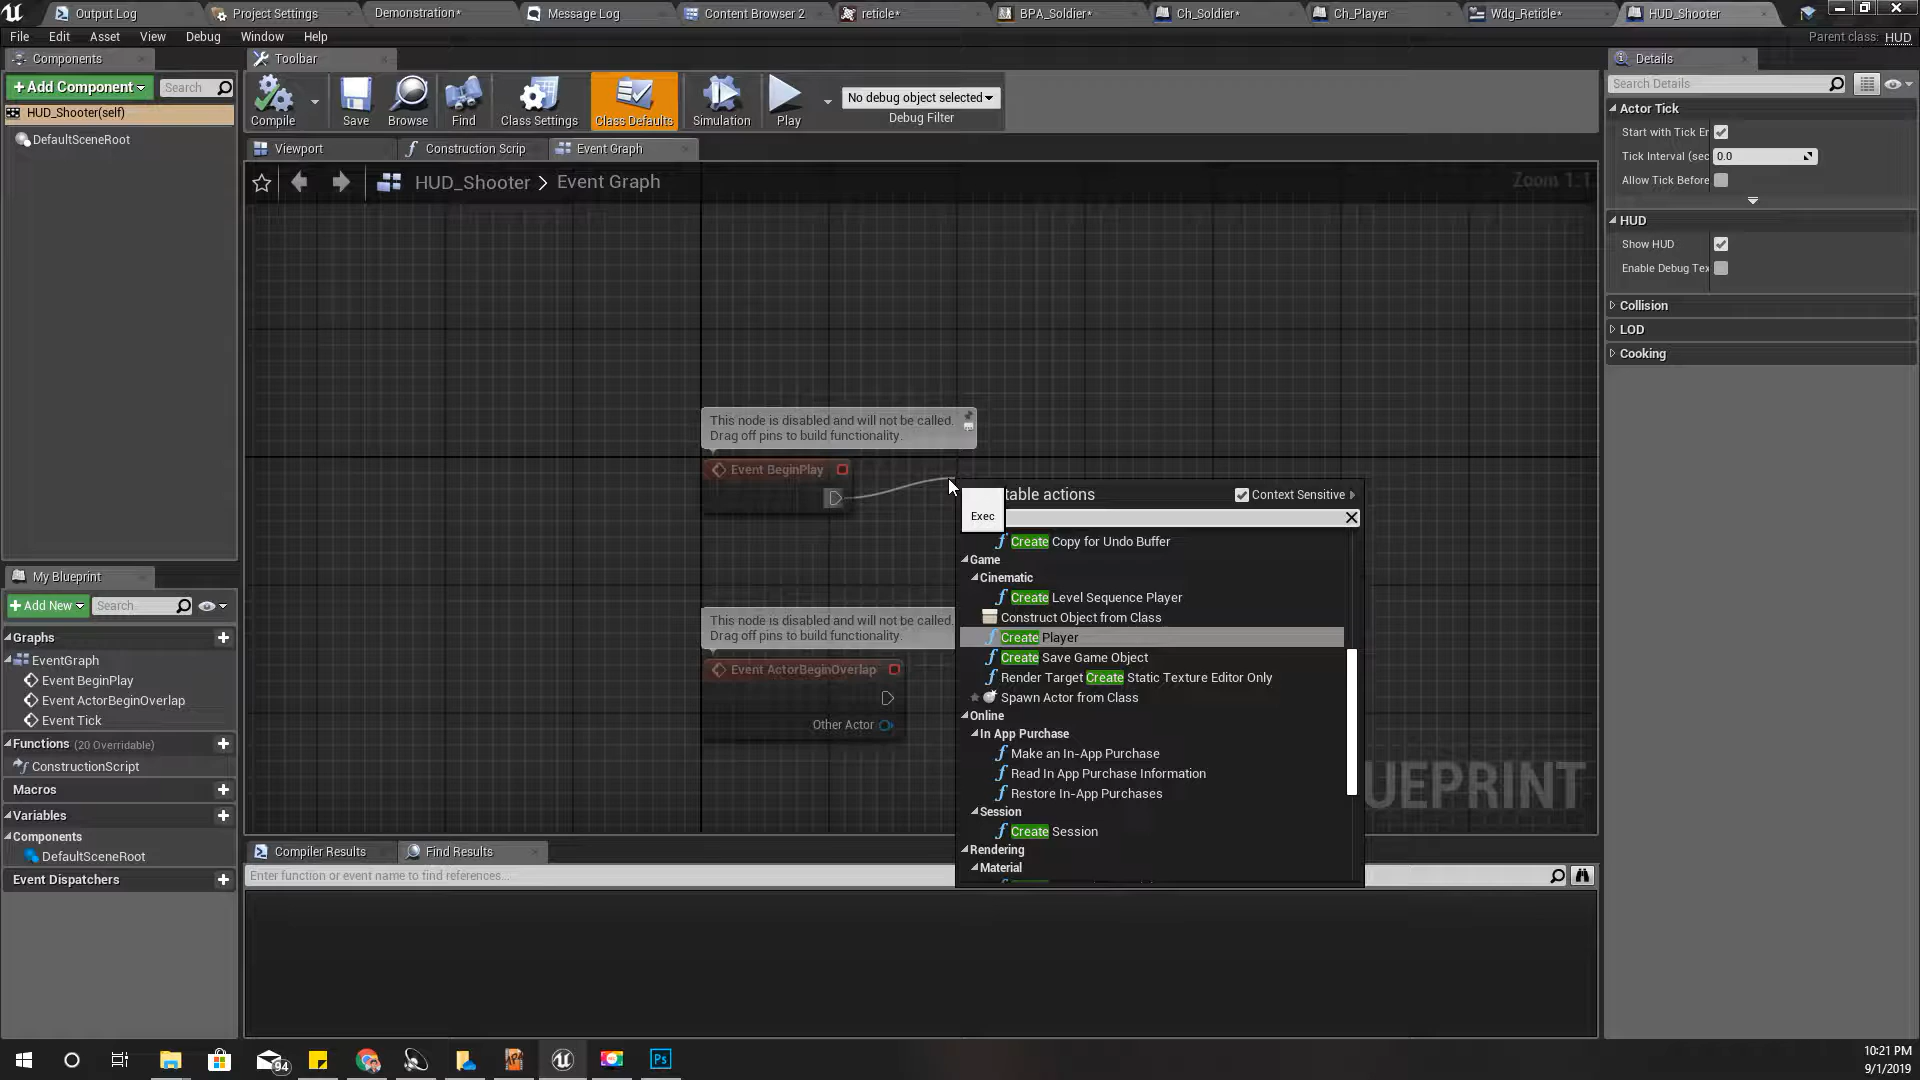 Output Log
Project Settings
Demonstration*
Message Log
Content Browser 2
reticle*
BPA_Soldier*
Ch_Soldier*
Ch_Player
Wdg_Reticle*
HUD_Shooter
File Edit Asset View Debug Window Help
Parent class: HUD
Components
Toolbar
Details
+Add Component
Search
HUD_Shooter(self)
DefaultSceneRoot
Compile
Save
Browse
Find
Class Settings
Class Defaults
Simulation
Play
No debug object selected
Debug Filter
Search Details
Actor Tick
Start with Tick Er
Tick Interval (sec
0.0
Allow Tick Before
HUD
Show HUD
Enable Debug Tex
Collision
LOD
Cooking
Viewport
Construction Scrip
Event Graph
HUD_Shooter > Event Graph
Zoom 1:1
This node is disabled and will not be called.
Drag off pins to build functionality.
Event BeginPlay
This node is disabled and will not be called.
Drag off pins to build functionality.
Event ActorBeginOverlap
Other Actor
Exec
table actions
Context Sensitive
Create Copy for Undo Buffer
Game
Cinematic
Create Level Sequence Player
Construct Object from Class
Create Player
Create Save Game Object
Render Target Create Static Texture Editor Only
Spawn Actor from Class
Online
In App Purchase
Make an In-App Purchase
Read In App Purchase Information
Restore In-App Purchases
Session
Create Session
Rendering
Material
UEPRINT
My Blueprint
+Add New
Search
Graphs
EventGraph
Event BeginPlay
Event ActorBeginOverlap
Event Tick
Functions (20 Overridable)
ConstructionScript
Macros
Variables
Components
DefaultSceneRoot
Event Dispatchers
Compiler Results
Find Results
Enter function or event name to find references...
94
Ps
10:21 PM
9/1/2019